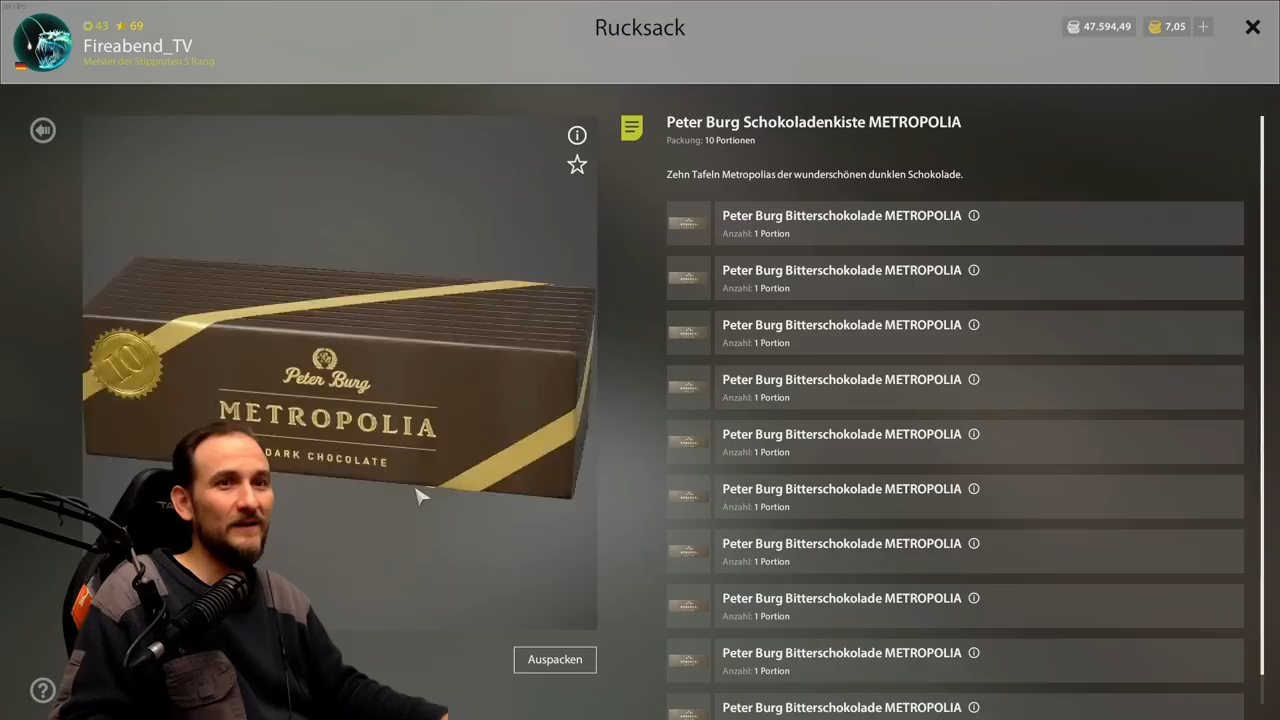 43 69
Rucksack
47.594,49
7,05
Fireabend_TV
Meister der Stippruten 5 Rang
Peter Burg Schokoladenkiste METROPOLIA
Packung: 10 Portionen
Zehn Tafeln Metropolias der wunderschönen dunklen Schokolade.
Peter Burg Bitterschokolade METROPOLIA
Anzahl: 1 Portion
Peter Burg Bitterschokolade METROPOLIA
Anzahl: 1 Portion
Peter Burg Bitterschokolade METROPOLIA
Anzahl: 1 Portion
Peter Burg Bitterschokolade METROPOLIA
Anzahl: 1 Portion
Peter Burg Bitterschokolade METROPOLIA
Anzahl: 1 Portion
Peter Burg Bitterschokolade METROPOLIA
Anzahl: 1 Portion
Peter Burg Bitterschokolade METROPOLIA
Anzahl: 1 Portion
Peter Burg Bitterschokolade METROPOLIA
Anzahl: 1 Portion
Peter Burg Bitterschokolade METROPOLIA
Anzahl: 1 Portion
Peter Burg Bitterschokolade METROPOLIA
10
Peter Burg
METROPOLIA
DARK CHOCOLATE
Auspacken